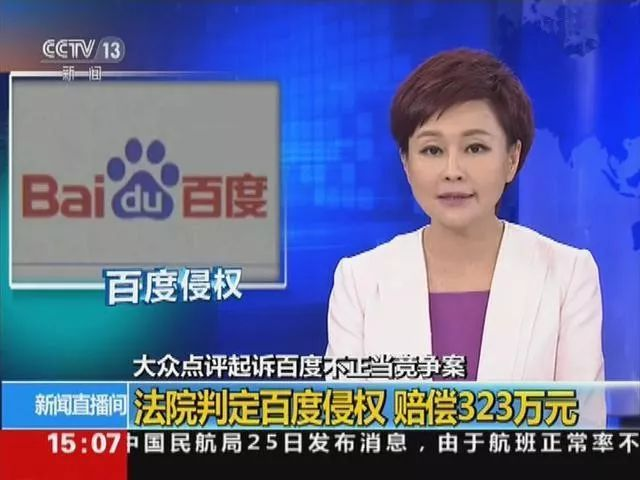 CCTV 13
新闻
Bai du 百度
百度侵权
大众点评起诉百度不正当竞争案
新闻直播间
法院判定百度侵权 赔偿323万元
15:07
中国民航局25日发布消息，由于航班正常率不